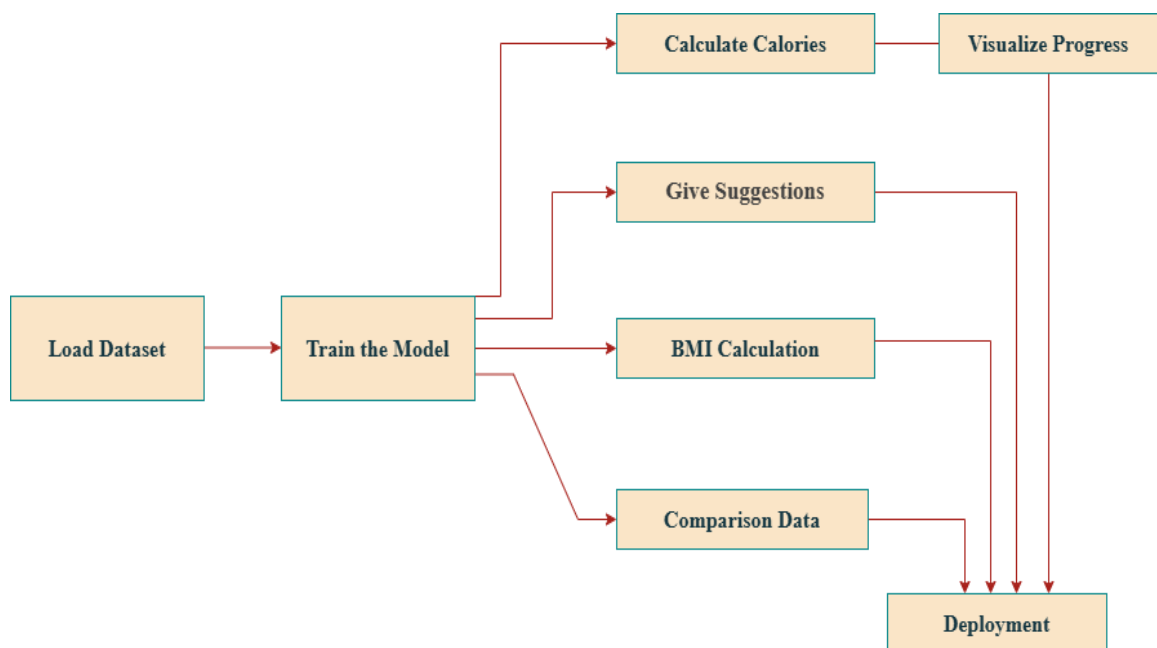 Calculate Calories
Visualize Progress
Give Suggestions
Load Dataset
Train the Model
BMI Calculation
Comparison Data
Deployment